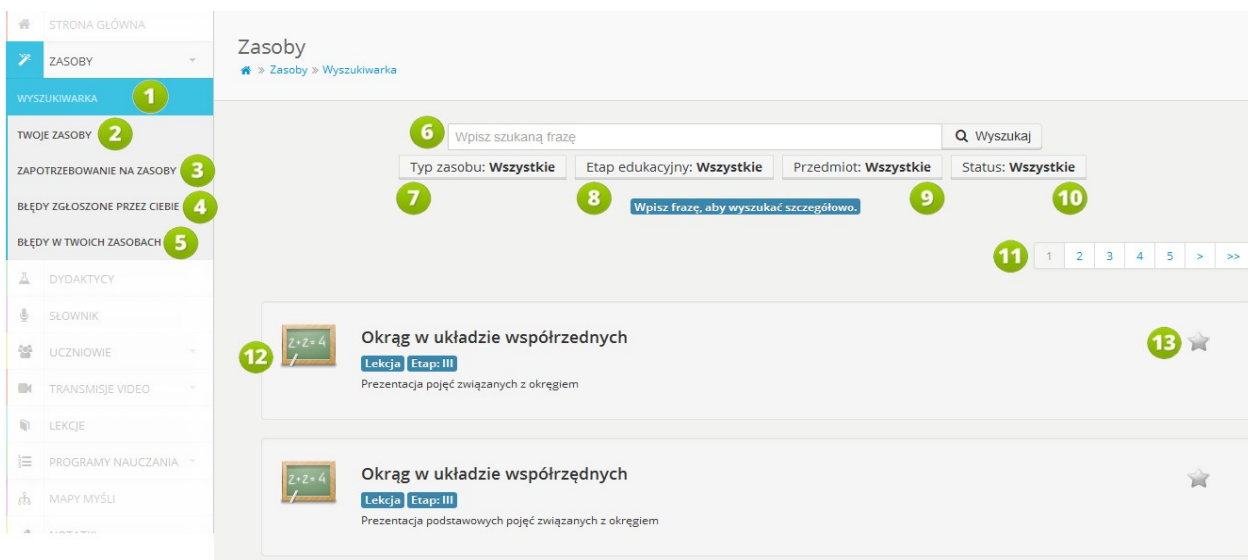 STRONA GŁÓWNA
ZASOBY
WYSZUKIWARKA 1
TWOJE ZASOBY 2
ZAPOTRZEBOWANIE NA ZASOBY 3
BŁĘDY ZGŁOSZONE PRZEZ CIEBIE 4
BŁĘDY W TWOICH ZASOBACH 5
DYDAKTYCY
SŁOWNIK
UCZNIOWIE
TRANSMISJE VIDEO
LEKCJE
PROGRAMY NAUCZANIA
MAPY MYŚLI
Zasoby
» Zasoby » Wyszukiwarka
6 Wpisz szukaną frazę Wyszukaj
Typ zasobu: Wszystkie Etap edukacyjny: Wszystkie Przedmiot: Wszystkie Status: Wszystkie
7 8 Wpisz frazę, aby wyszukać szczegółowo. 9 10
11 1 2 3 4 5 > >>
12 2+2=4 Okrąg w układzie współrzednych 13
Lekcja Etap: III
Prezentacja pojęć związanych z okręgiem
2+2=4 Okrąg w układzie współrzędnych
Lekcja Etap: III
Prezentacja podstawowych pojęć związanych z okręgiem